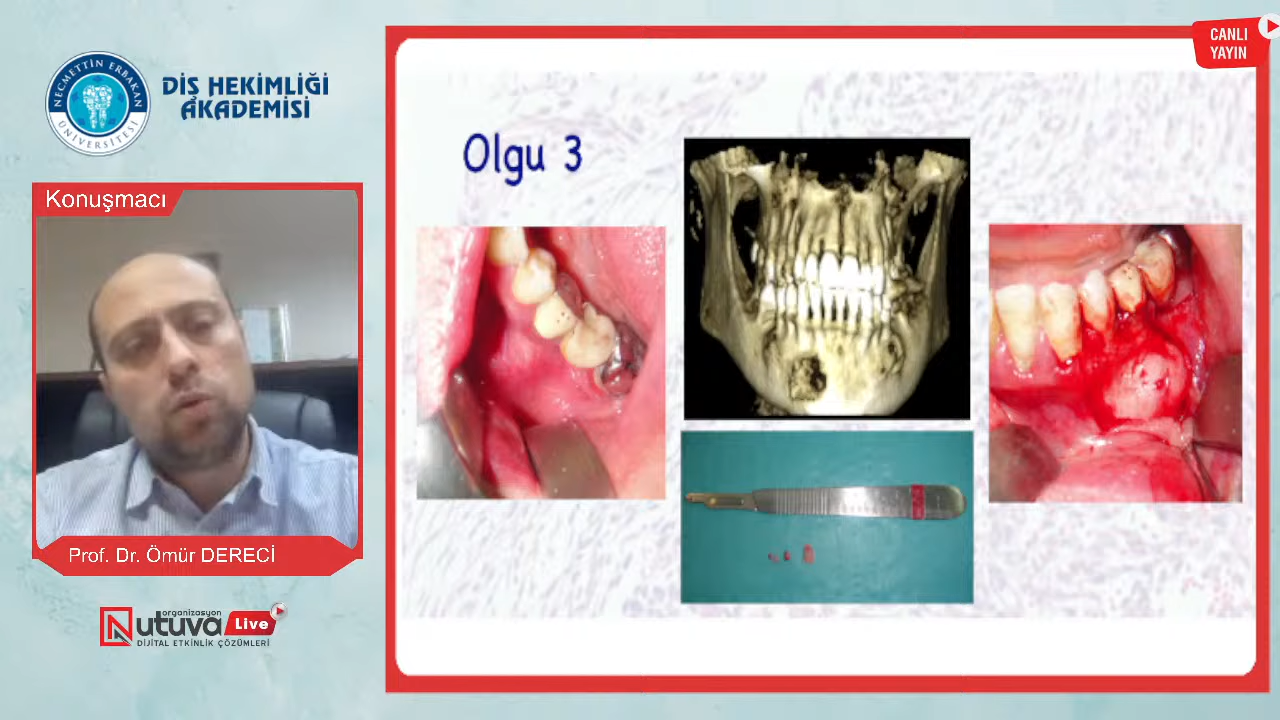 NECMETTİN ERBAKAN
ÜNİVERSİTESİ
DİŞ HEKİMLİĞİ
AKADEMİSİ
CANLI
YAYIN
Konuşmacı
Olgu 3
Prof. Dr. Ömür DERECİ
organizasyon
Nutuva Live
DİJİTAL ETKİNLİK ÇÖZÜMLERİ